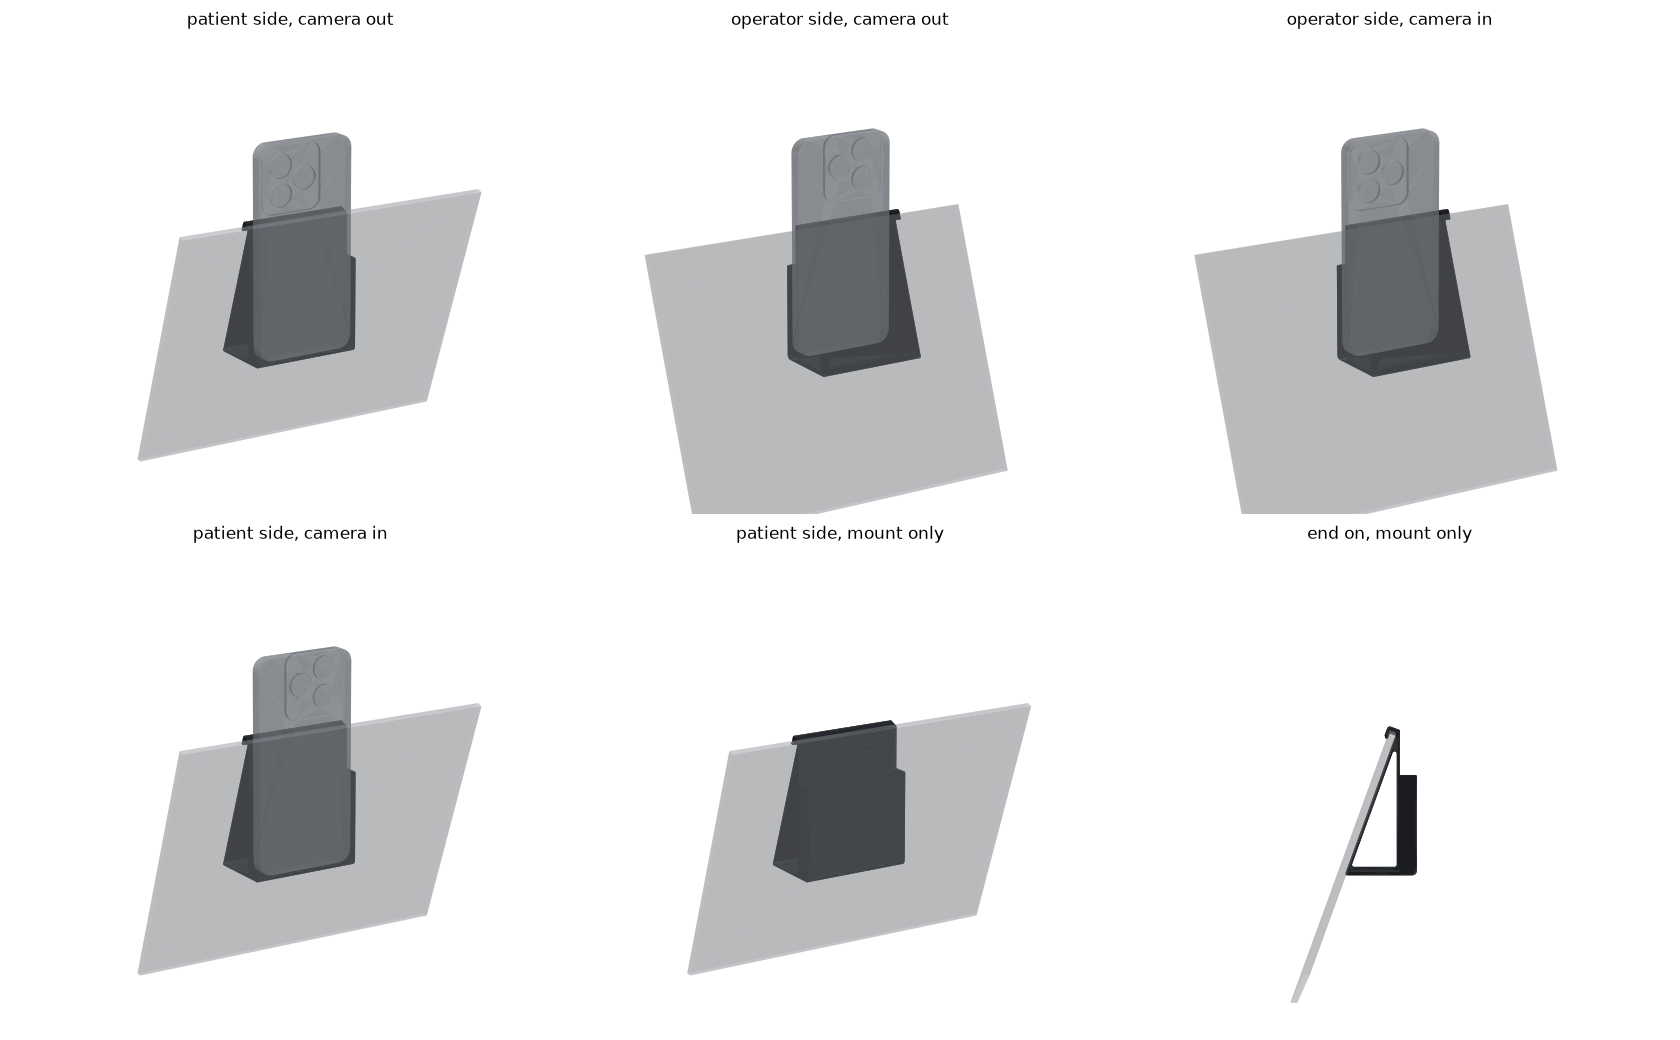 patient side, camera out
operator side, camera out
operator side, camera in
patient side, camera in
patient side, mount only
end on, mount only